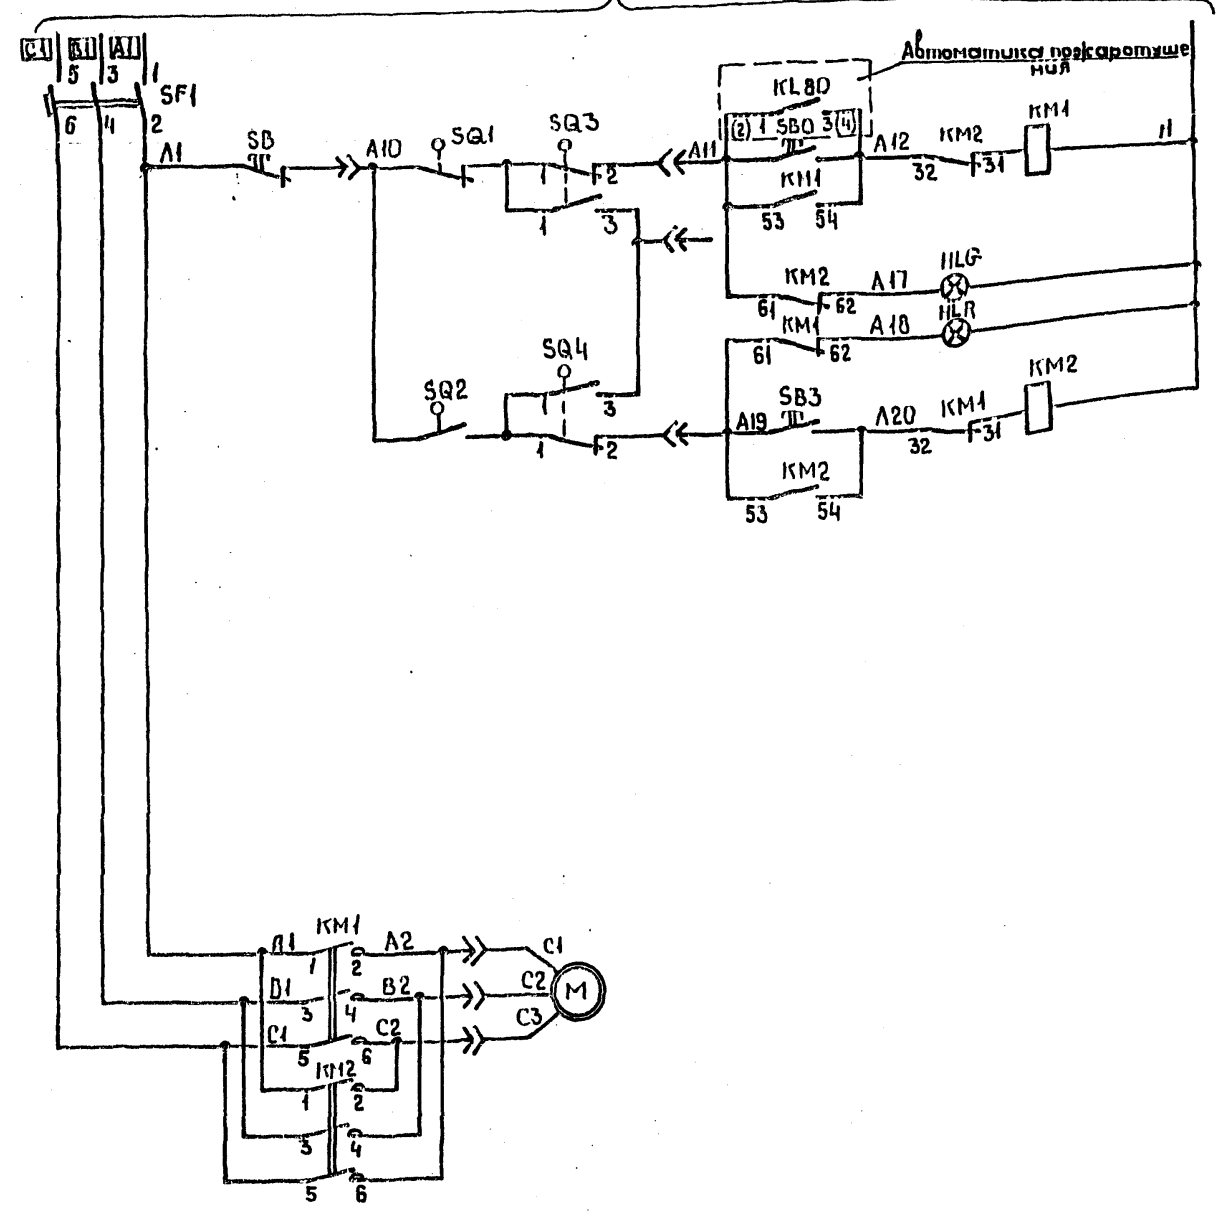 C1 B1 A1
Автоматика пожаротуше
ния
5 3 1
SF1
6 4 2
KL80
(2) 1 SB0 3(4)
A1 SB A10 SQ1 SQ3 A11 A12 KM2 KM1 N
1 2
32 31
KM1
1 3
53 54
KM2 A17 HLG
61 62
KM1 A18 HLR
61 62
SQ4
SQ2
1 3
SB3 KM2
A19 A20 KM1
1 2
32 31
KM2
53 54
KM1
A1 A2 C1
1 2
B1 B2 C2 M
3 4
C1 C2 C3
5 6
KM2
1 2
3 4
5 6